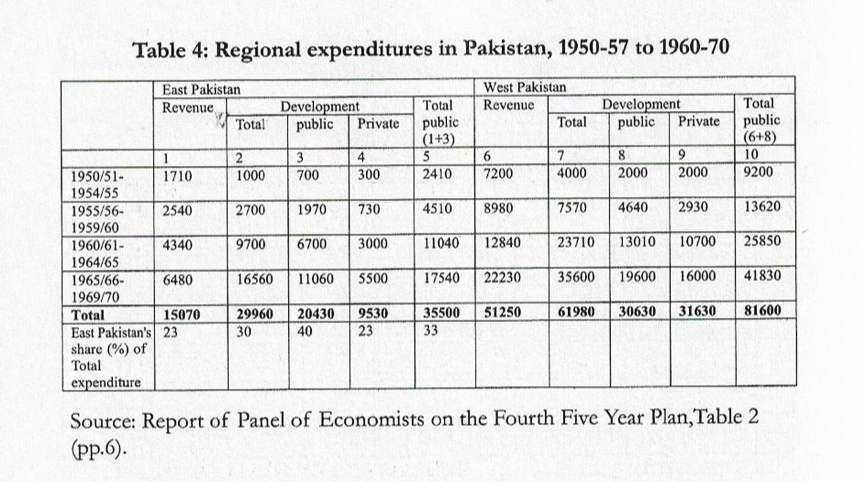 Table 4: Regional expenditures in Pakistan, 1950-57 to 1960-70
East Pakistan West Pakistan
Revenue Development Total public (1+3) Revenue Development Total public (6+8)
Total public Private Total public Private
1 2 3 4 5 6 7 8 9 10
1950/51-1954/55 1710 1000 700 300 2410 7200 4000 2000 2000 9200
1955/56-1959/60 2540 2700 1970 730 4510 8980 7570 4640 2930 13620
1960/61-1964/65 4340 9700 6700 3000 11040 12840 23710 13010 10700 25850
1965/66-1969/70 6480 16560 11060 5500 17540 22230 35600 19600 16000 41830
Total 15070 29960 20430 9530 35500 51250 61980 30630 31630 81600
East Pakistan's share (%) of Total expenditure 23 30 40 23 33
Source: Report of Panel of Economists on the Fourth Five Year Plan,Table 2
(pp.6).